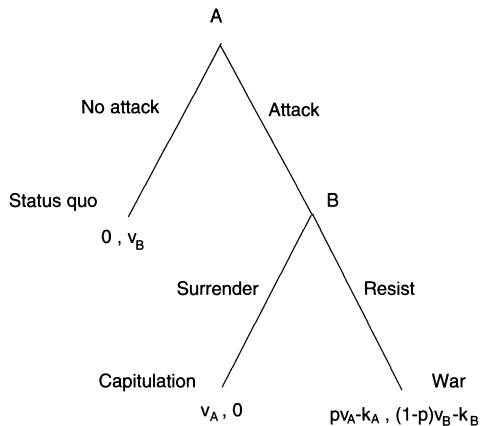 A
No attack
Attack
Status quo
B
0 , vB
Surrender
Resist
Capitulation
War
vA , 0
pvA-kA , (1-p)vB-kB